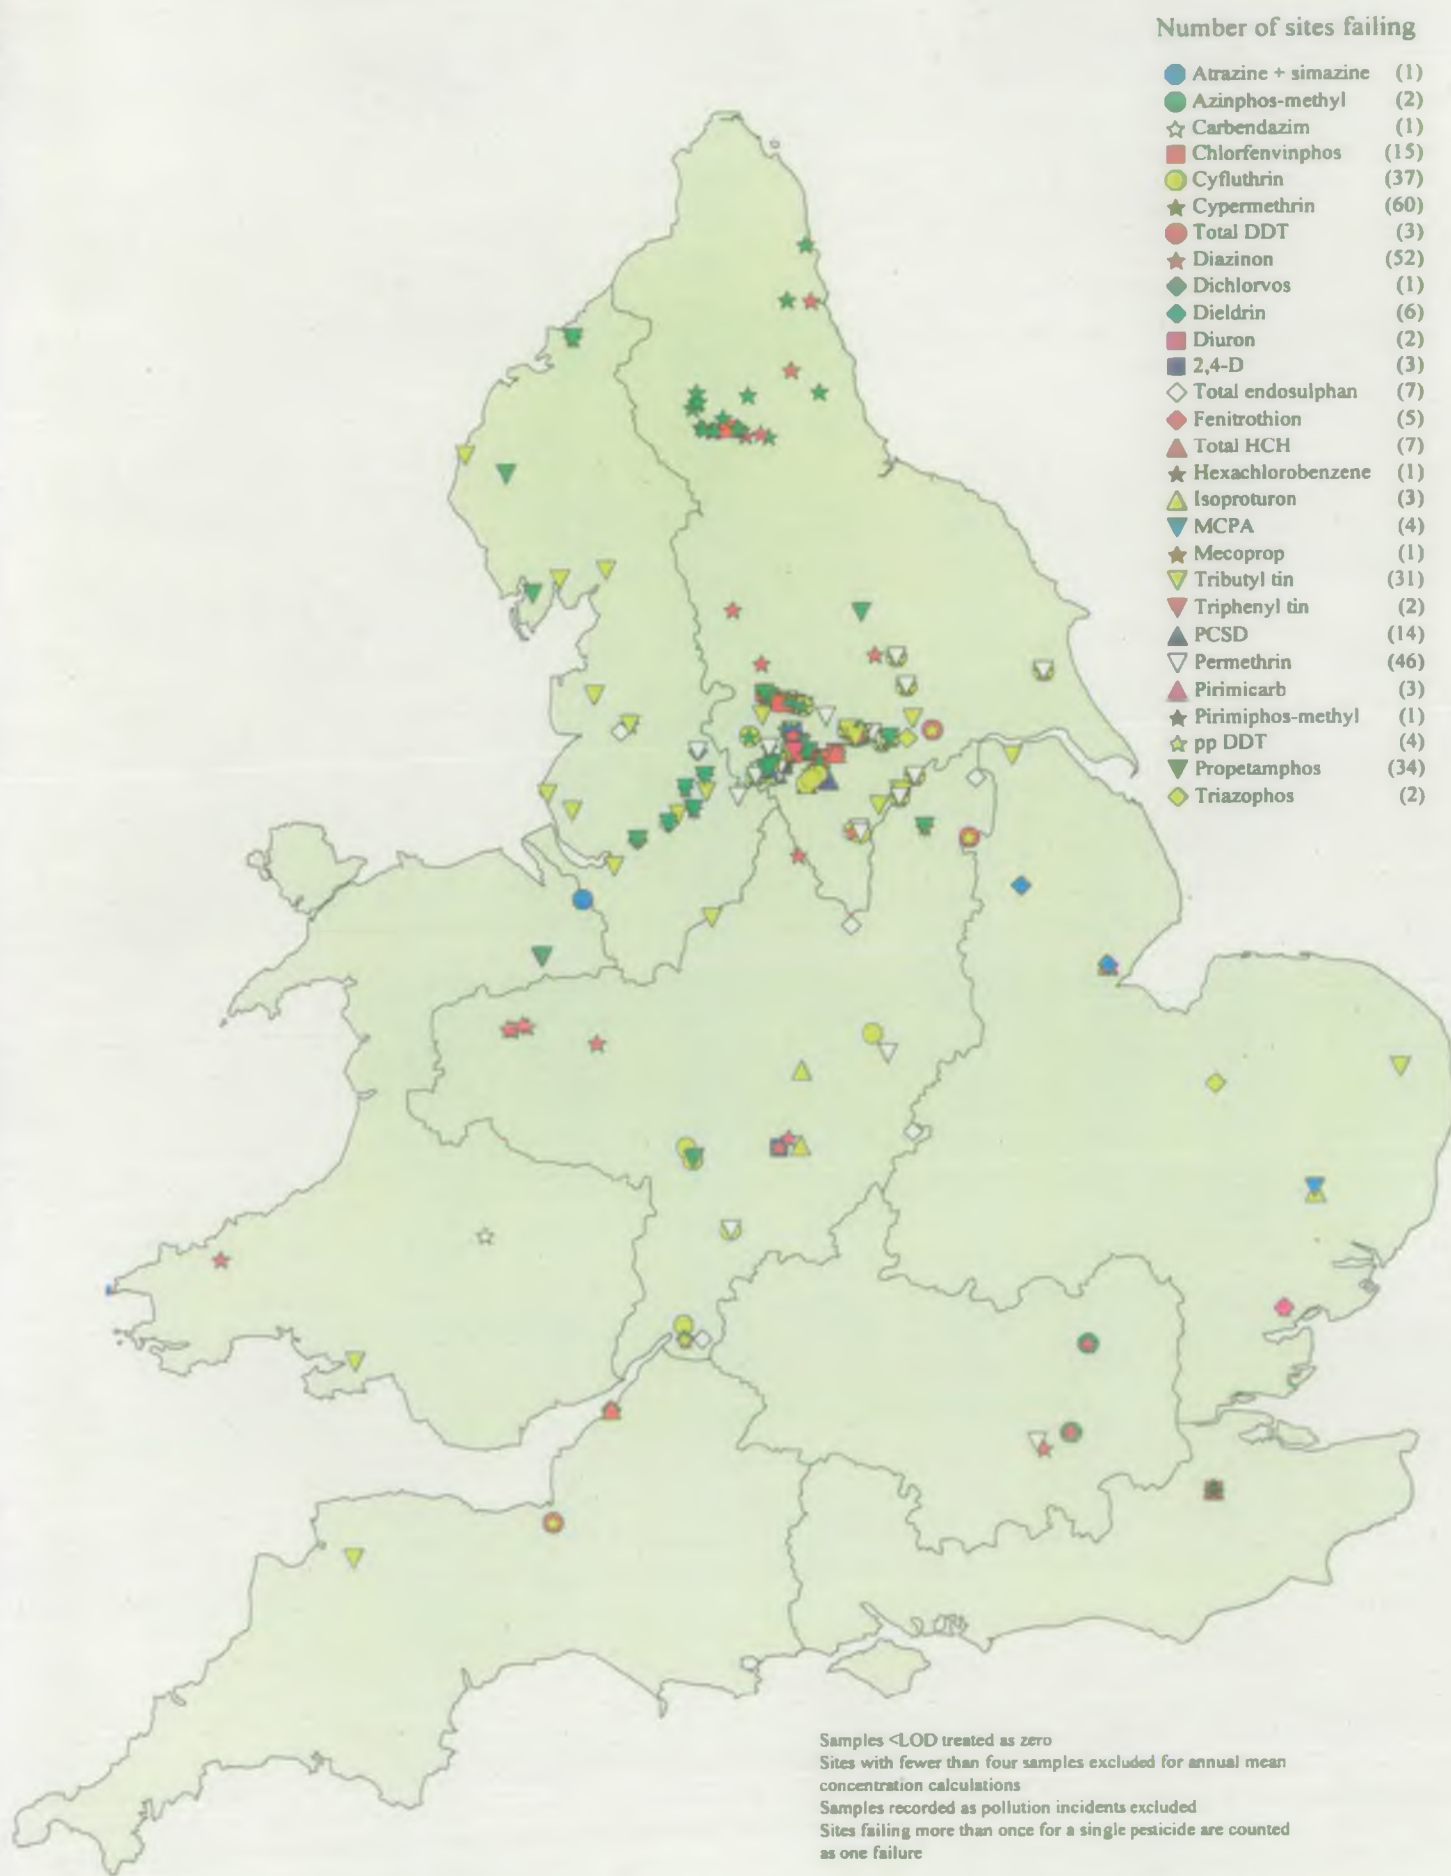 Number of sites failing
Atrazine + simazine (1)
Azinphos-methyl (2)
Carbendazim (1)
Chlorfenvinphos (15)
Cyfluthrin (37)
Cypermethrin (60)
Total DDT (3)
Diazinon (52)
Dichlorvos (1)
Dieldrin (6)
Diuron (2)
2,4-D (3)
Total endosulphan (7)
Fenitrothion (5)
Total HCH (7)
Hexachlorobenzene (1)
Isoproturon (3)
MCPA (4)
Mecoprop (1)
Tributyl tin (31)
Triphenyl tin (2)
PCSD (14)
Permethrin (46)
Pirimicarb (3)
Pirimiphos-methyl (1)
pp DDT (4)
Propetamphos (34)
Triazophos (2)
Samples <LOD treated as zero
Sites with fewer than four samples excluded for annual mean
concentration calculations
Samples recorded as pollution incidents excluded
Sites failing more than once for a single pesticide are counted
as one failure